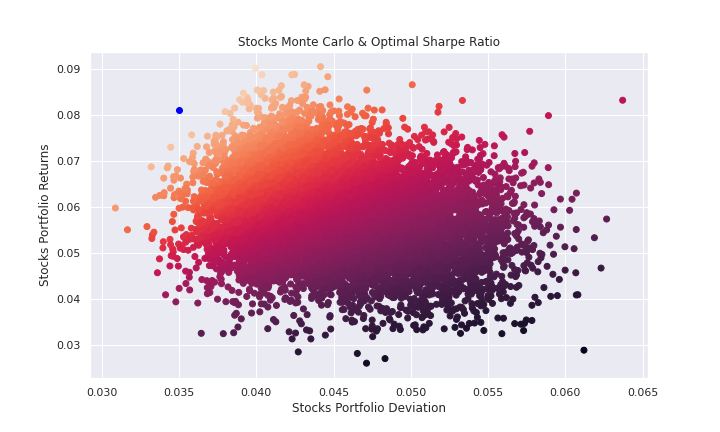 Stocks Monte Carlo & Optimal Sharpe Ratio
0.09
0.08
0.07
0.06
0.05
0.04
0.03
Stocks Portfolio Returns
0.030 0.035 0.040 0.045 0.050 0.055 0.060 0.065
Stocks Portfolio Deviation